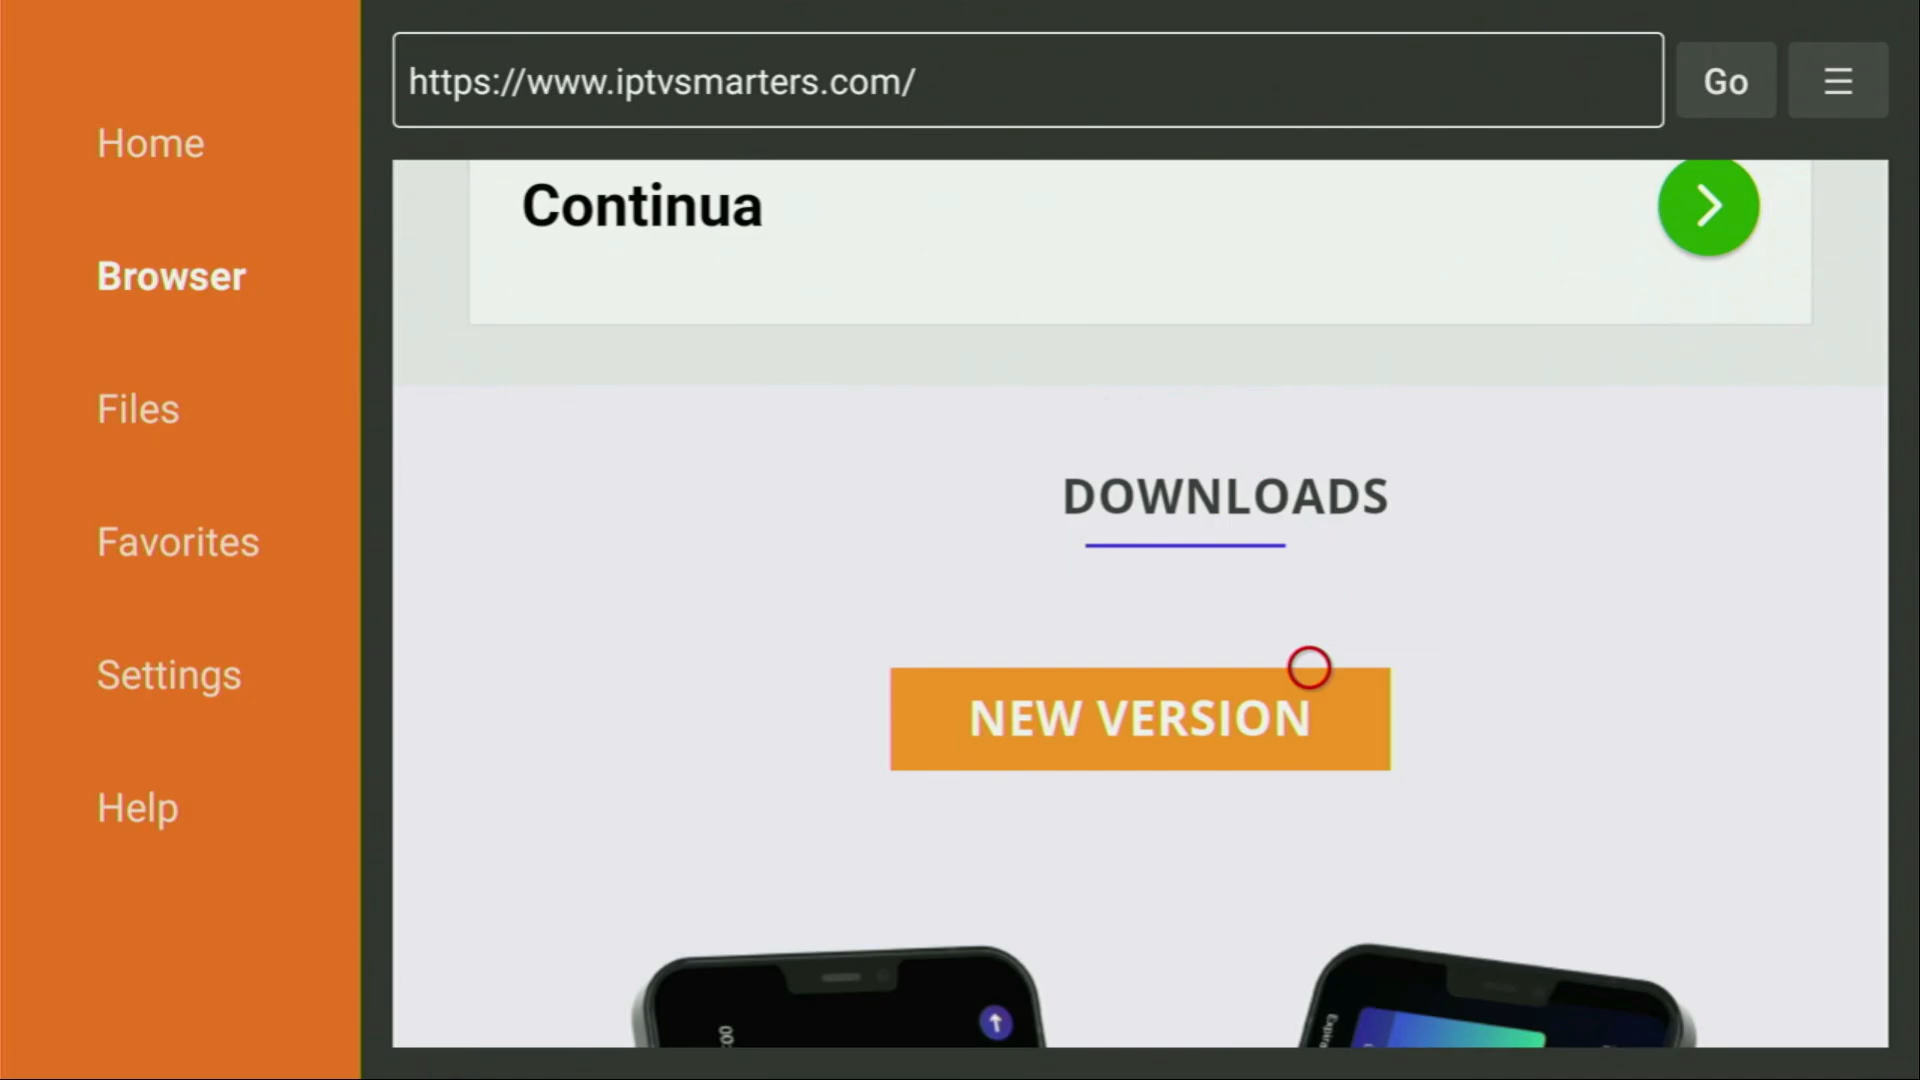 Home
Browser
Files
Favorites
Settings
Help
https://www.iptvsmarters.com/
Go
Continua
DOWNLOADS
NEW VERSION